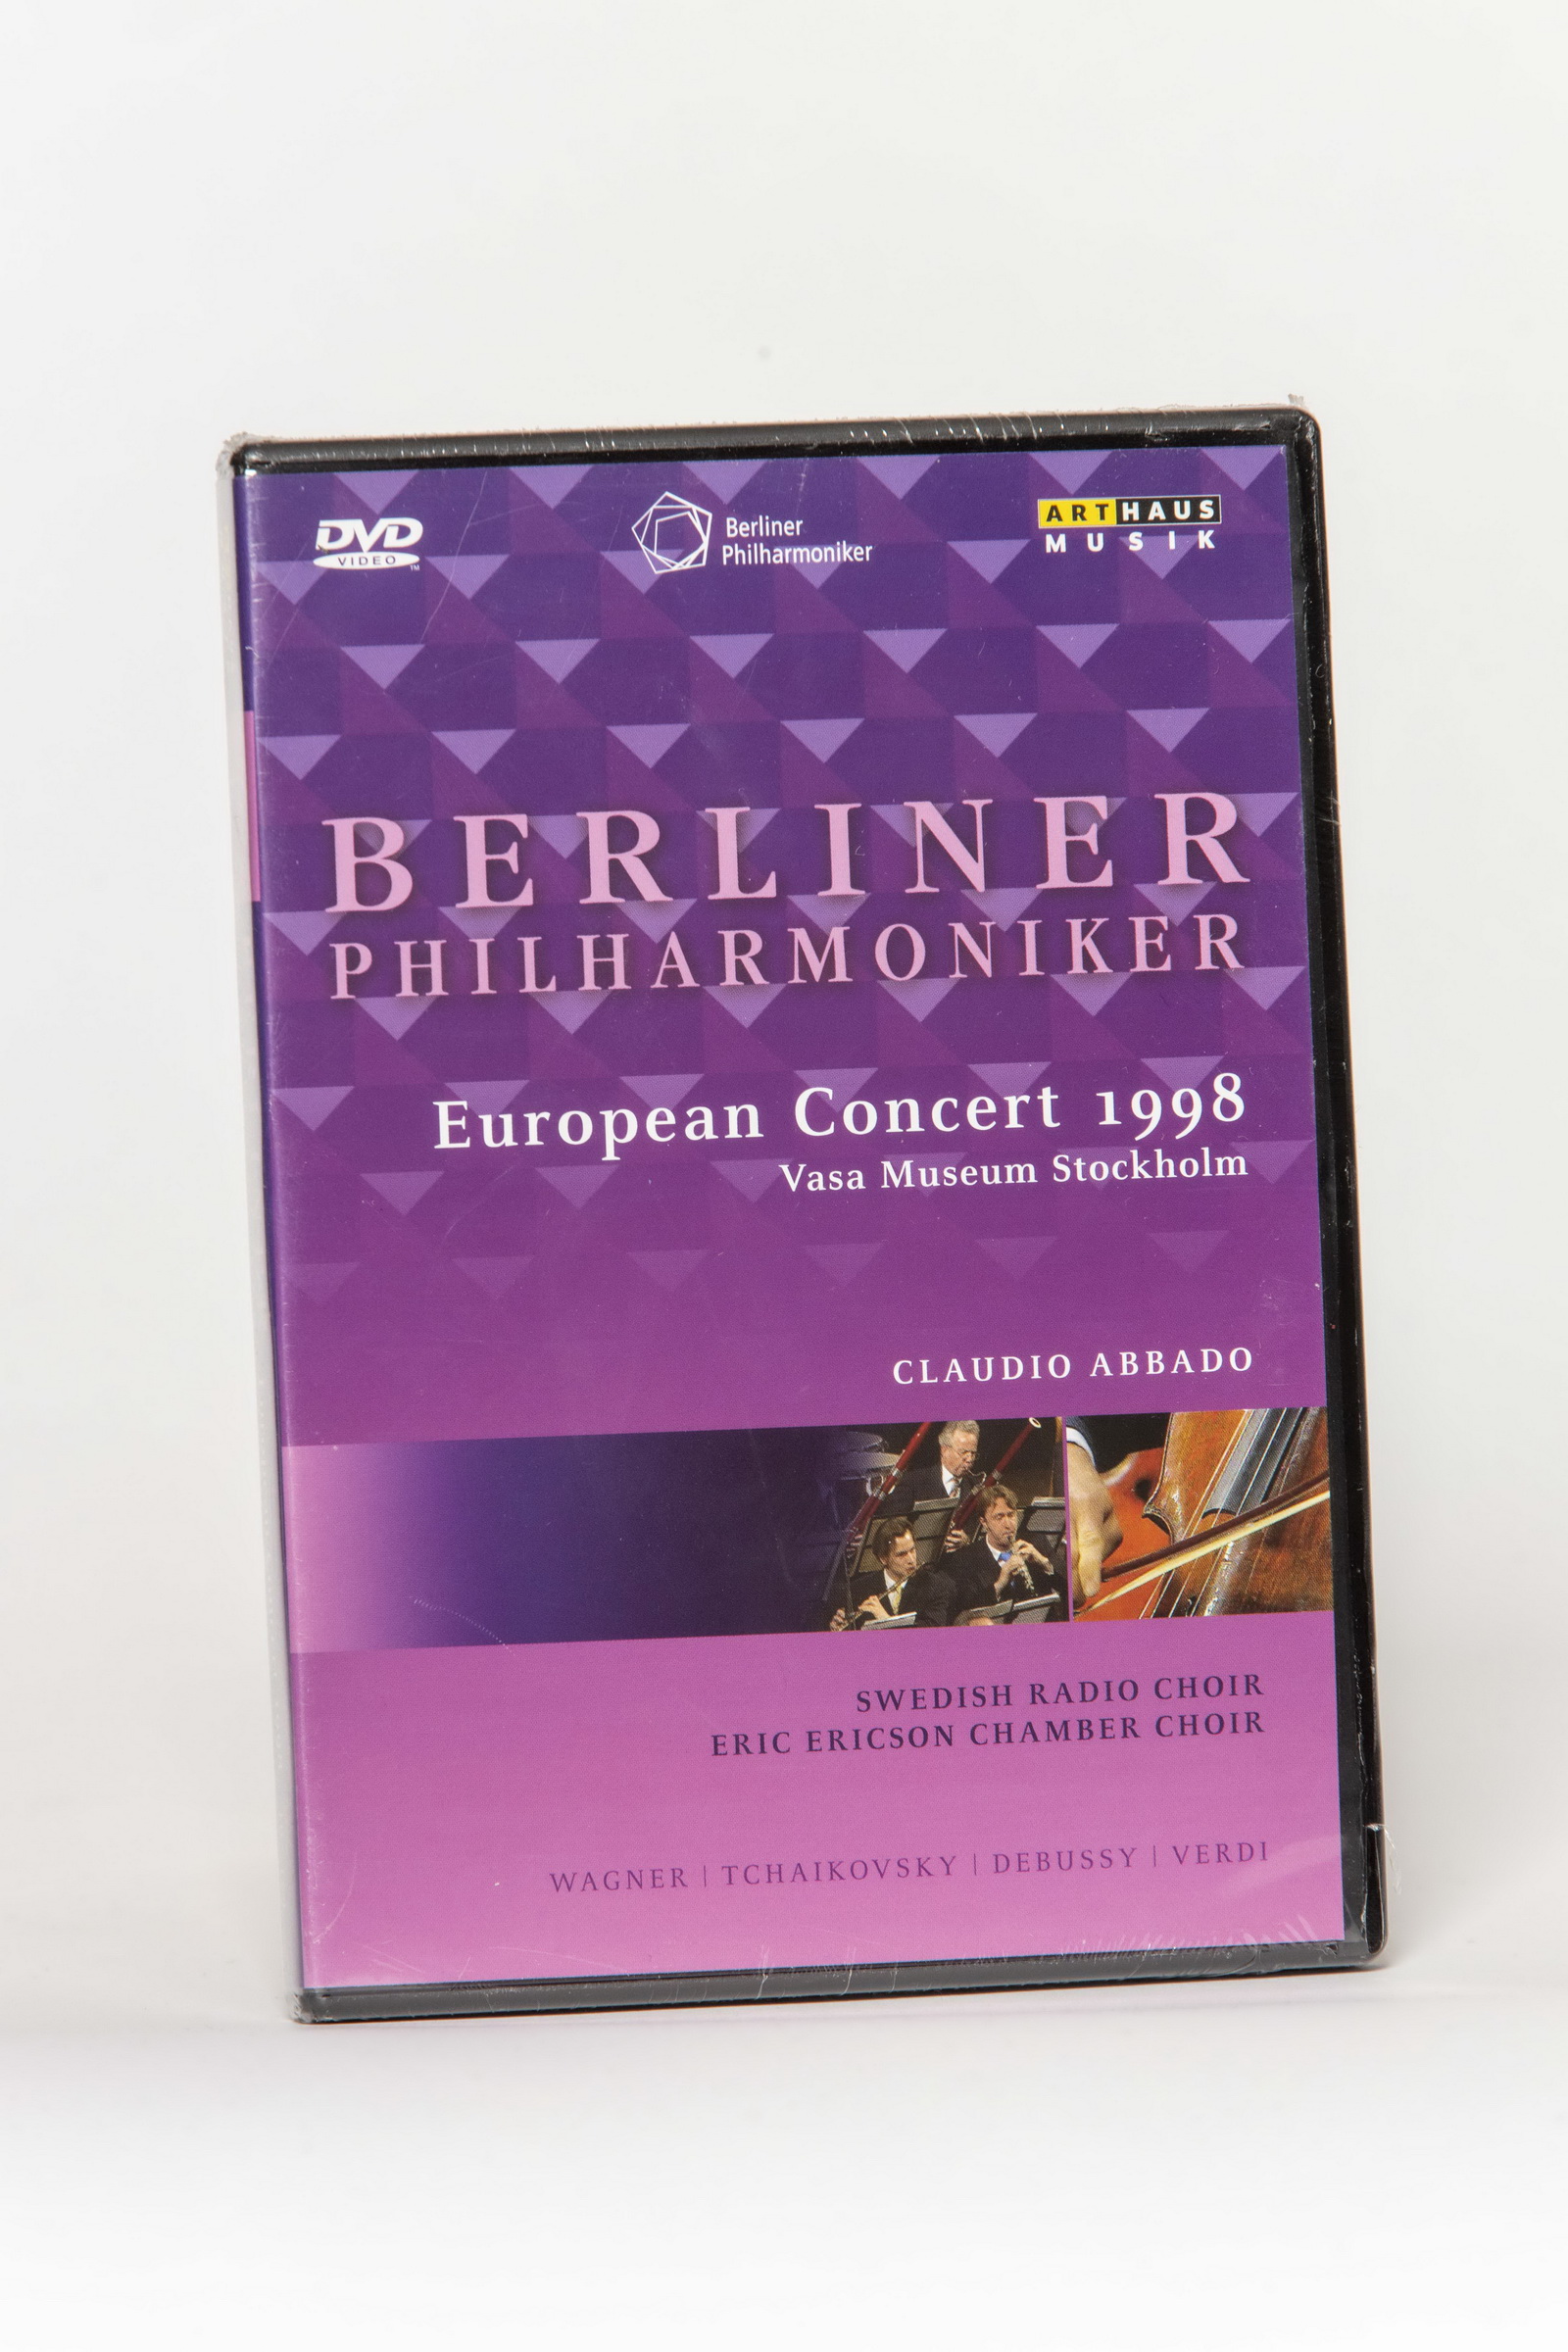 DVD
VIDEO
TM
Berliner
Philharmoniker
ARTHAUS
MUSIK
BERLINER
PHILHARMONIKER
European Concert 1998
Vasa Museum Stockholm
CLAUDIO ABBADO
SWEDISH RADIO CHOIR
ERIC ERICSON CHAMBER CHOIR
WAGNER | TCHAIKOVSKY | DEBUSSY | VERDI